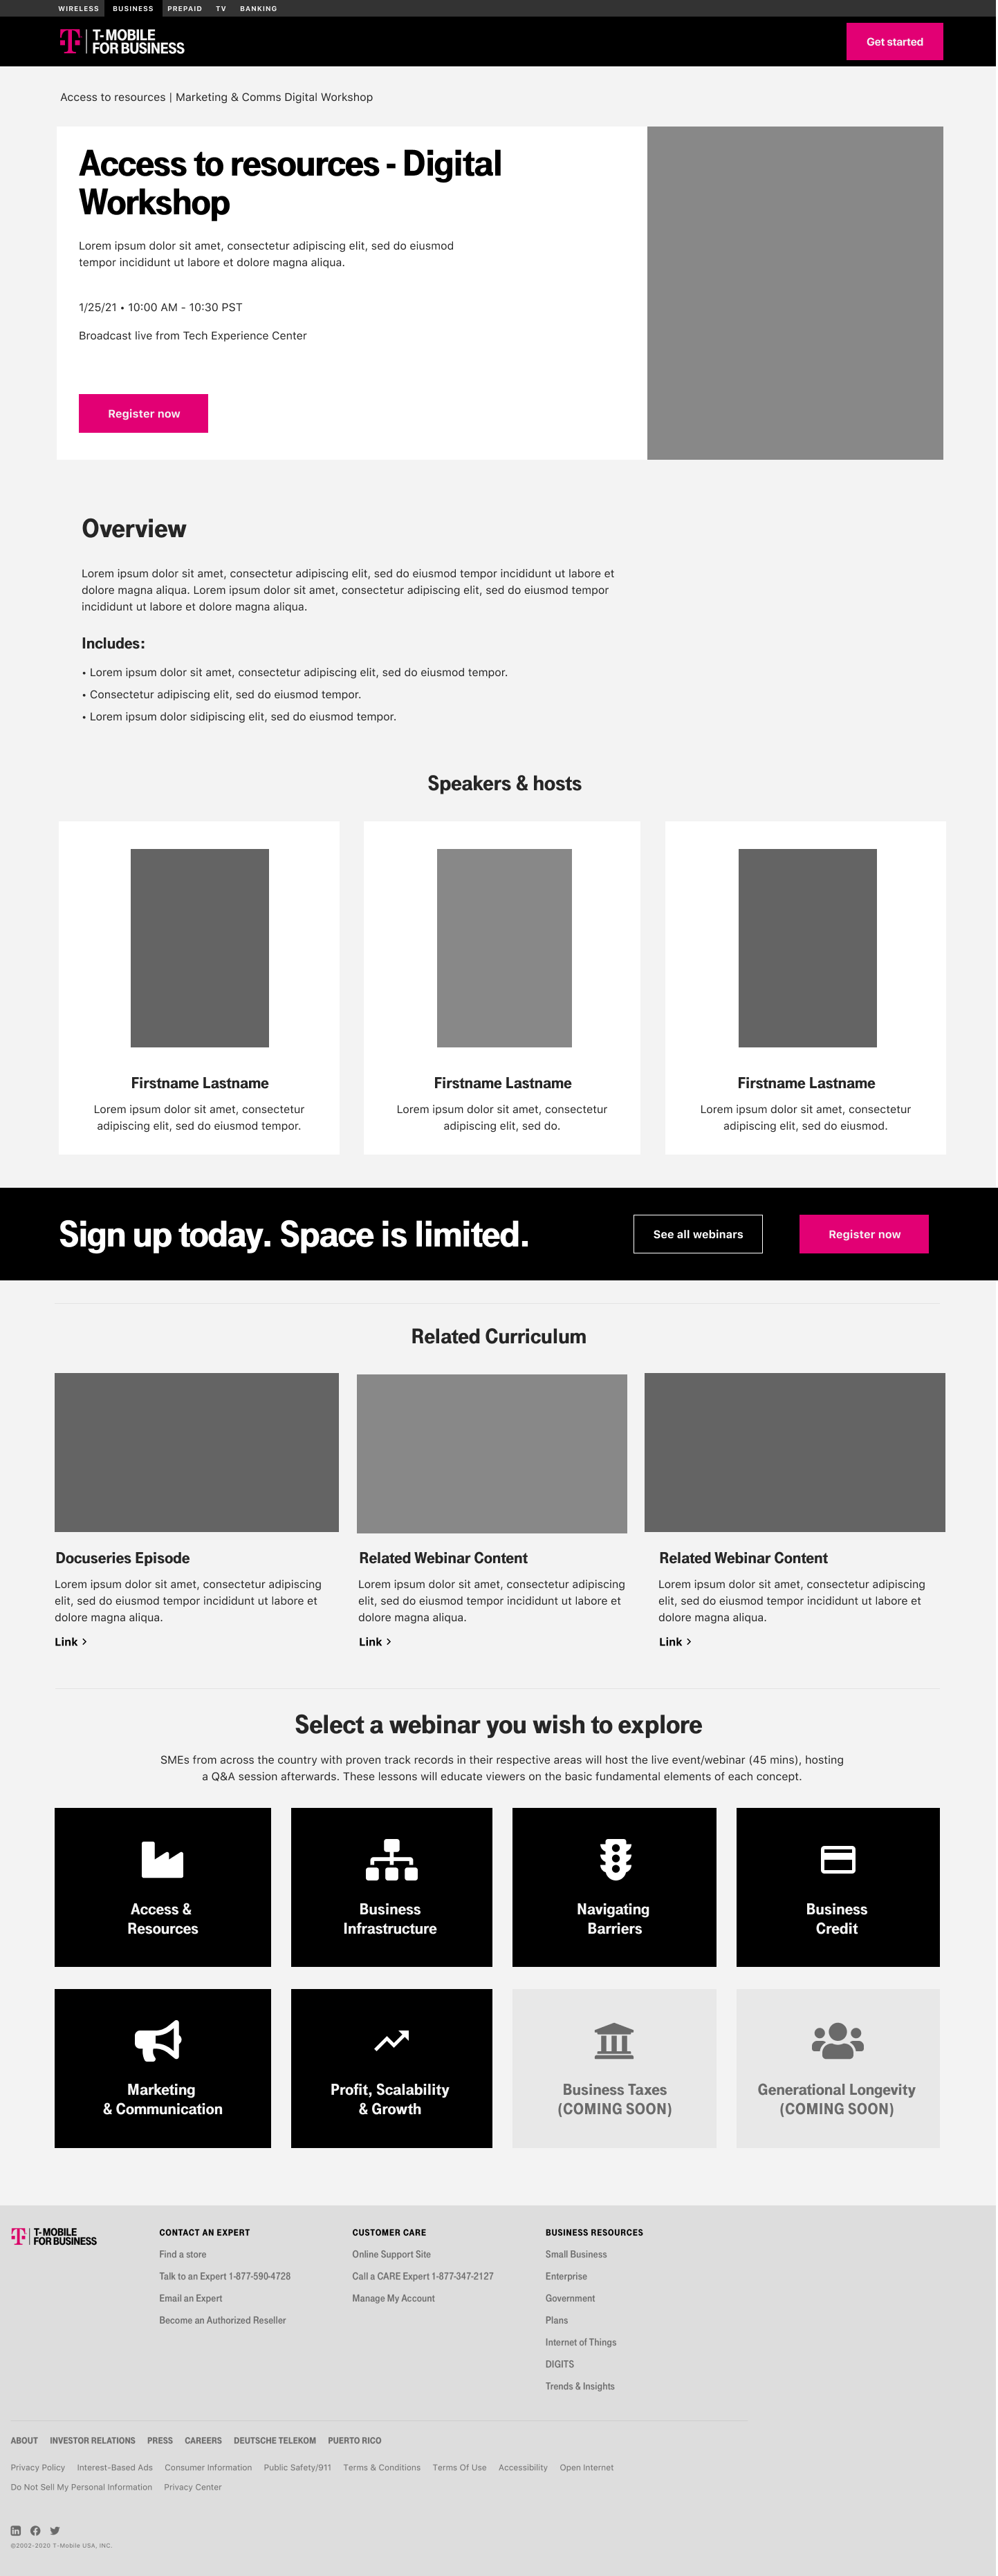 WIRELESS BUSINESS PREPAID TV BANKING
T-MOBILE
FOR BUSINESS
Get started
Access to resources | Marketing & Comms Digital Workshop
Access to resources - Digital
Workshop
Lorem ipsum dolor sit amet, consectetur adipiscing elit, sed do eiusmod
tempor incididunt ut labore et dolore magna aliqua.
1/25/21 • 10:00 AM - 10:30 PST
Broadcast live from Tech Experience Center
Register now
Overview
Lorem ipsum dolor sit amet, consectetur adipiscing elit, sed do eiusmod tempor incididunt ut labore et
dolore magna aliqua. Lorem ipsum dolor sit amet, consectetur adipiscing elit, sed do eiusmod tempor
incididunt ut labore et dolore magna aliqua.
Includes:
• Lorem ipsum dolor sit amet, consectetur adipiscing elit, sed do eiusmod tempor.
• Consectetur adipiscing elit, sed do eiusmod tempor.
• Lorem ipsum dolor sidipiscing elit, sed do eiusmod tempor.
Speakers & hosts
Firstname Lastname
Lorem ipsum dolor sit amet, consectetur
adipiscing elit, sed do eiusmod tempor.
Firstname Lastname
Lorem ipsum dolor sit amet, consectetur
adipiscing elit, sed do.
Firstname Lastname
Lorem ipsum dolor sit amet, consectetur
adipiscing elit, sed do eiusmod.
Sign up today. Space is limited.
See all webinars
Register now
Related Curriculum
Docuseries Episode
Lorem ipsum dolor sit amet, consectetur adipiscing
elit, sed do eiusmod tempor incididunt ut labore et
dolore magna aliqua.
Link >
Related Webinar Content
Lorem ipsum dolor sit amet, consectetur adipiscing
elit, sed do eiusmod tempor incididunt ut labore et
dolore magna aliqua.
Link >
Related Webinar Content
Lorem ipsum dolor sit amet, consectetur adipiscing
elit, sed do eiusmod tempor incididunt ut labore et
dolore magna aliqua.
Link >
Select a webinar you wish to explore
SMEs from across the country with proven track records in their respective areas will host the live event/webinar (45 mins), hosting
a Q&A session afterwards. These lessons will educate viewers on the basic fundamental elements of each concept.
Access &
Resources
Business
Infrastructure
Navigating
Barriers
Business
Credit
Marketing
& Communication
Profit, Scalability
& Growth
Business Taxes
(COMING SOON)
Generational Longevity
(COMING SOON)
T-MOBILE
FOR BUSINESS
CONTACT AN EXPERT
Find a store
Talk to an Expert 1-877-590-4728
Email an Expert
Become an Authorized Reseller
CUSTOMER CARE
Online Support Site
Call a CARE Expert 1-877-347-2127
Manage My Account
BUSINESS RESOURCES
Small Business
Enterprise
Government
Plans
Internet of Things
DIGITS
Trends & Insights
ABOUT INVESTOR RELATIONS PRESS CAREERS DEUTSCHE TELEKOM PUERTO RICO
Privacy Policy Interest-Based Ads Consumer Information Public Safety/911 Terms & Conditions Terms Of Use Accessibility Open Internet
Do Not Sell My Personal Information Privacy Center
©2002-2020 T-Mobile USA, INC.